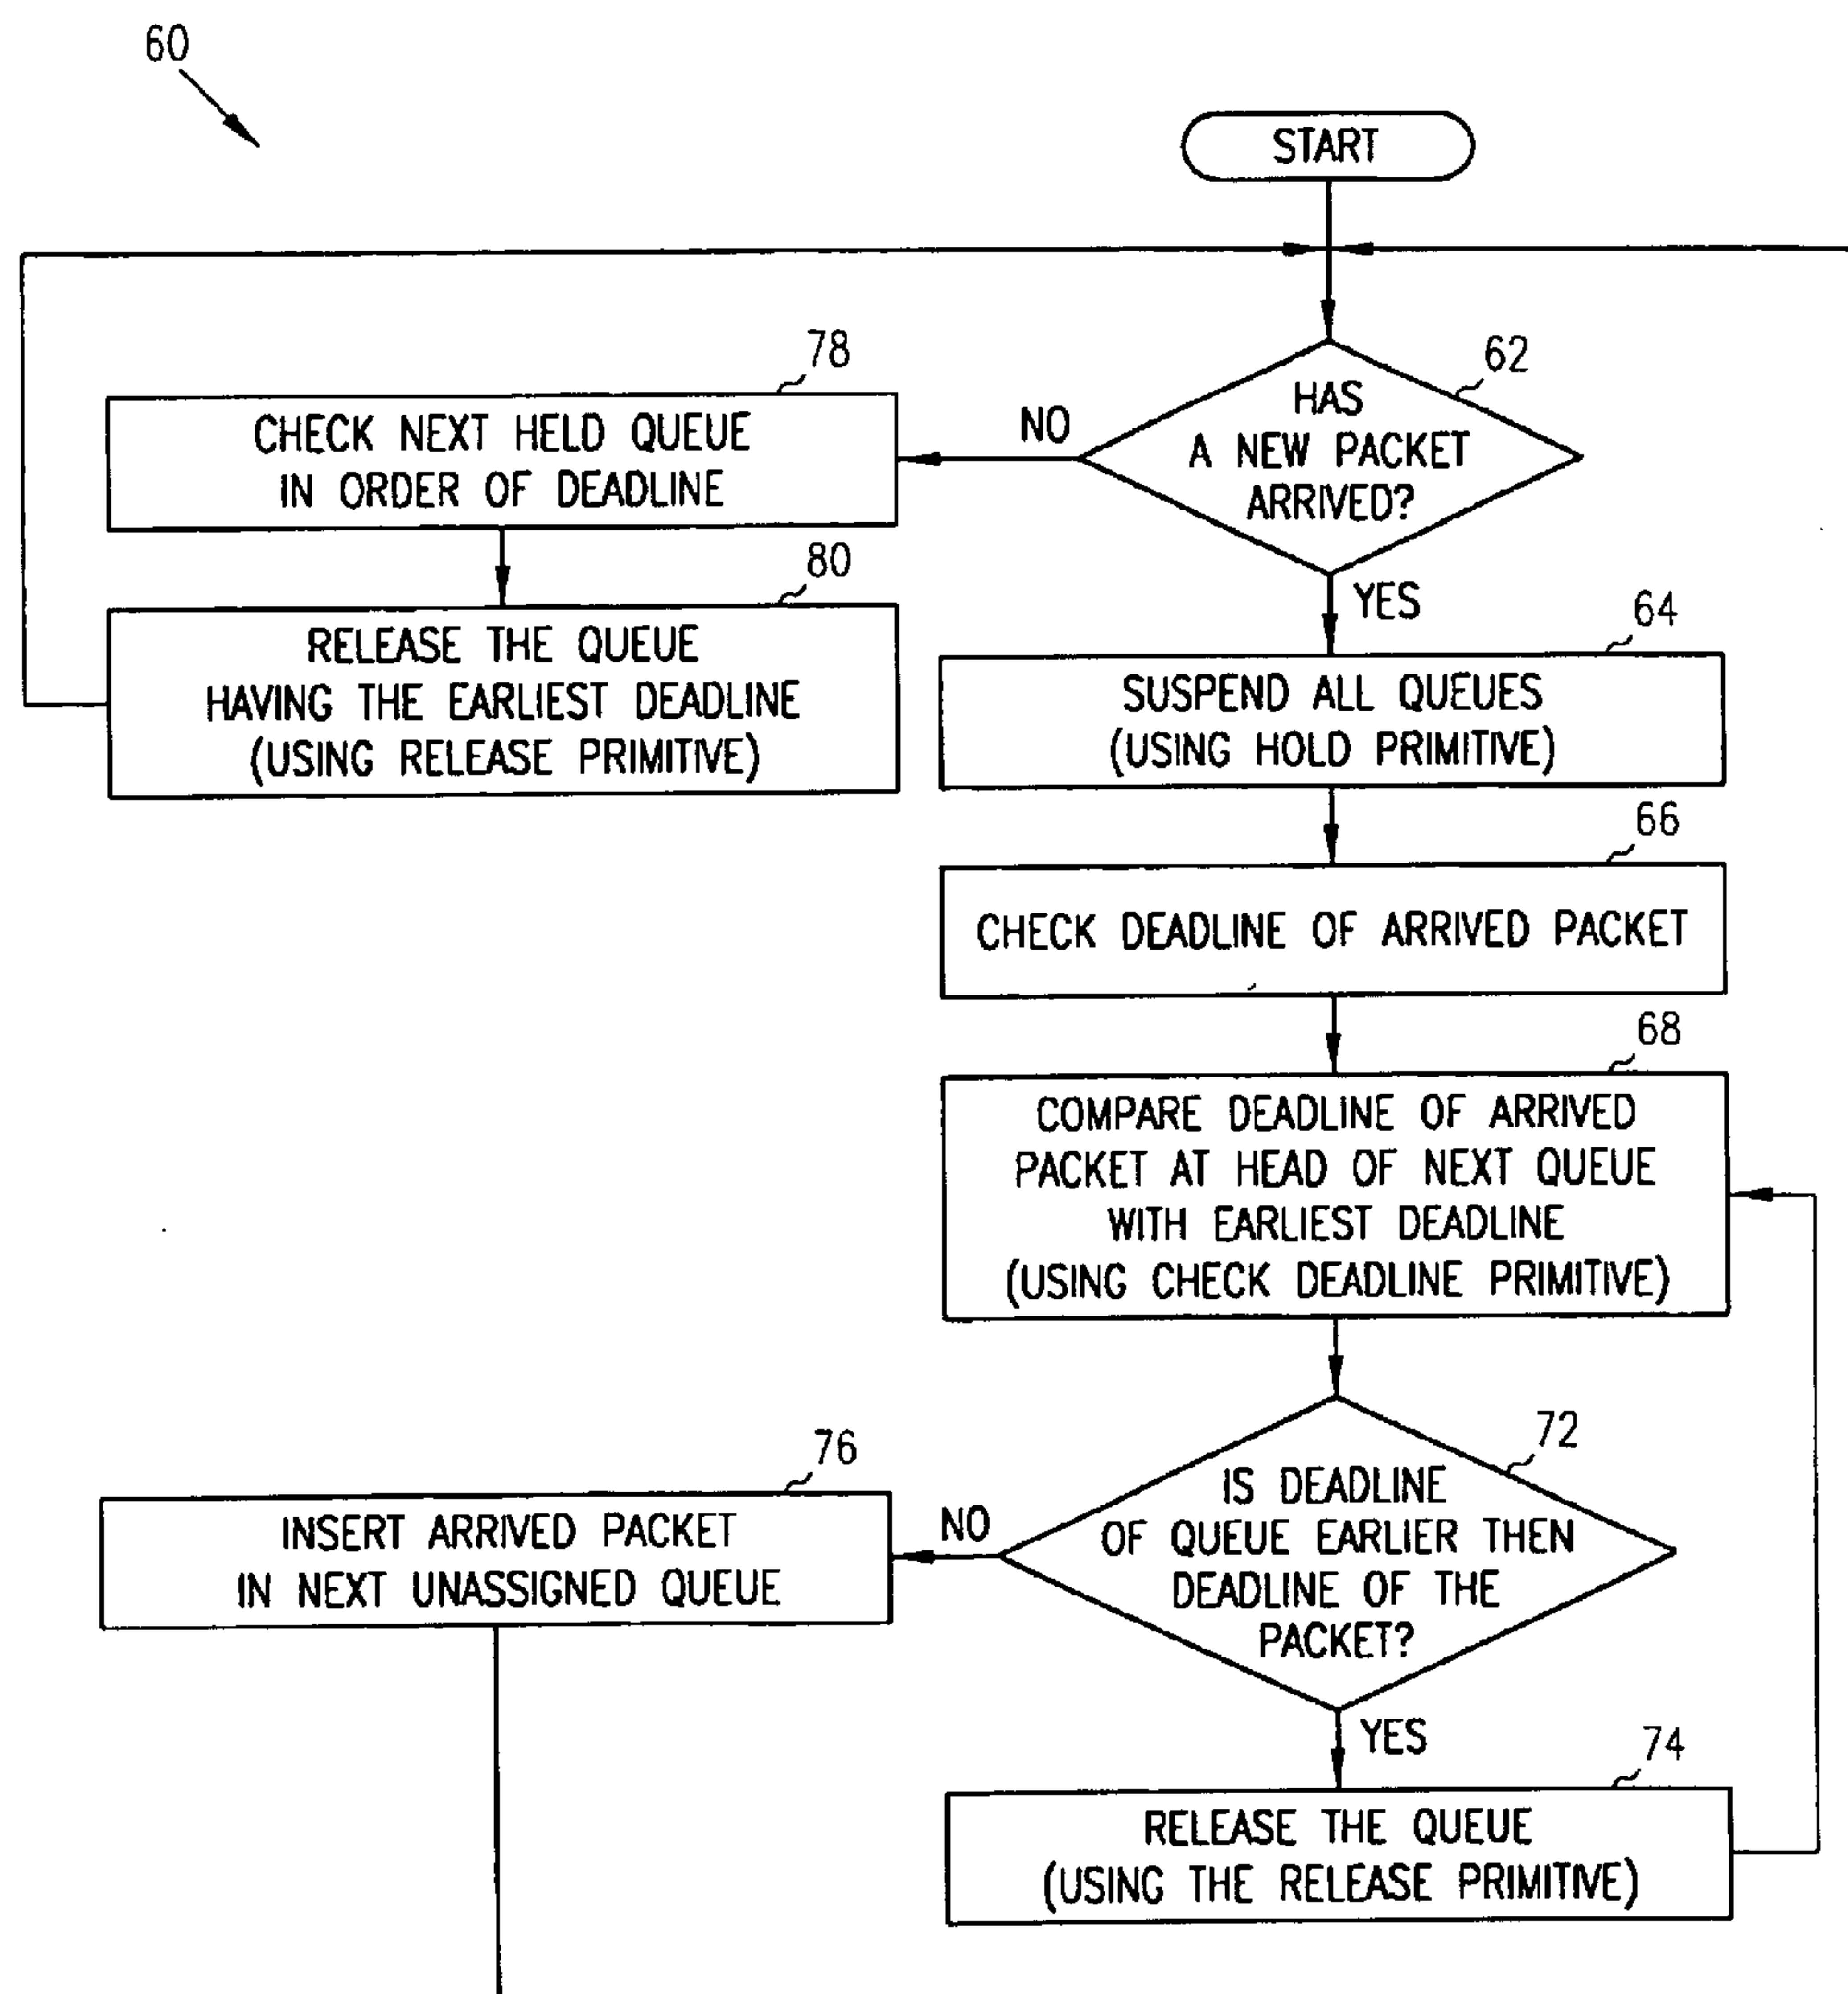 60
START
62
HAS
A NEW PACKET
ARRIVED?
NO
YES
78
CHECK NEXT HELD QUEUE
IN ORDER OF DEADLINE
80
RELEASE THE QUEUE
HAVING THE EARLIEST DEADLINE
(USING RELEASE PRIMITIVE)
64
SUSPEND ALL QUEUES
(USING HOLD PRIMITIVE)
66
CHECK DEADLINE OF ARRIVED PACKET
68
COMPARE DEADLINE OF ARRIVED
PACKET AT HEAD OF NEXT QUEUE
WITH EARLIEST DEADLINE
(USING CHECK DEADLINE PRIMITIVE)
72
IS DEADLINE
OF QUEUE EARLIER THEN
DEADLINE OF THE
PACKET?
NO
YES
76
INSERT ARRIVED PACKET
IN NEXT UNASSIGNED QUEUE
74
RELEASE THE QUEUE
(USING THE RELEASE PRIMITIVE)